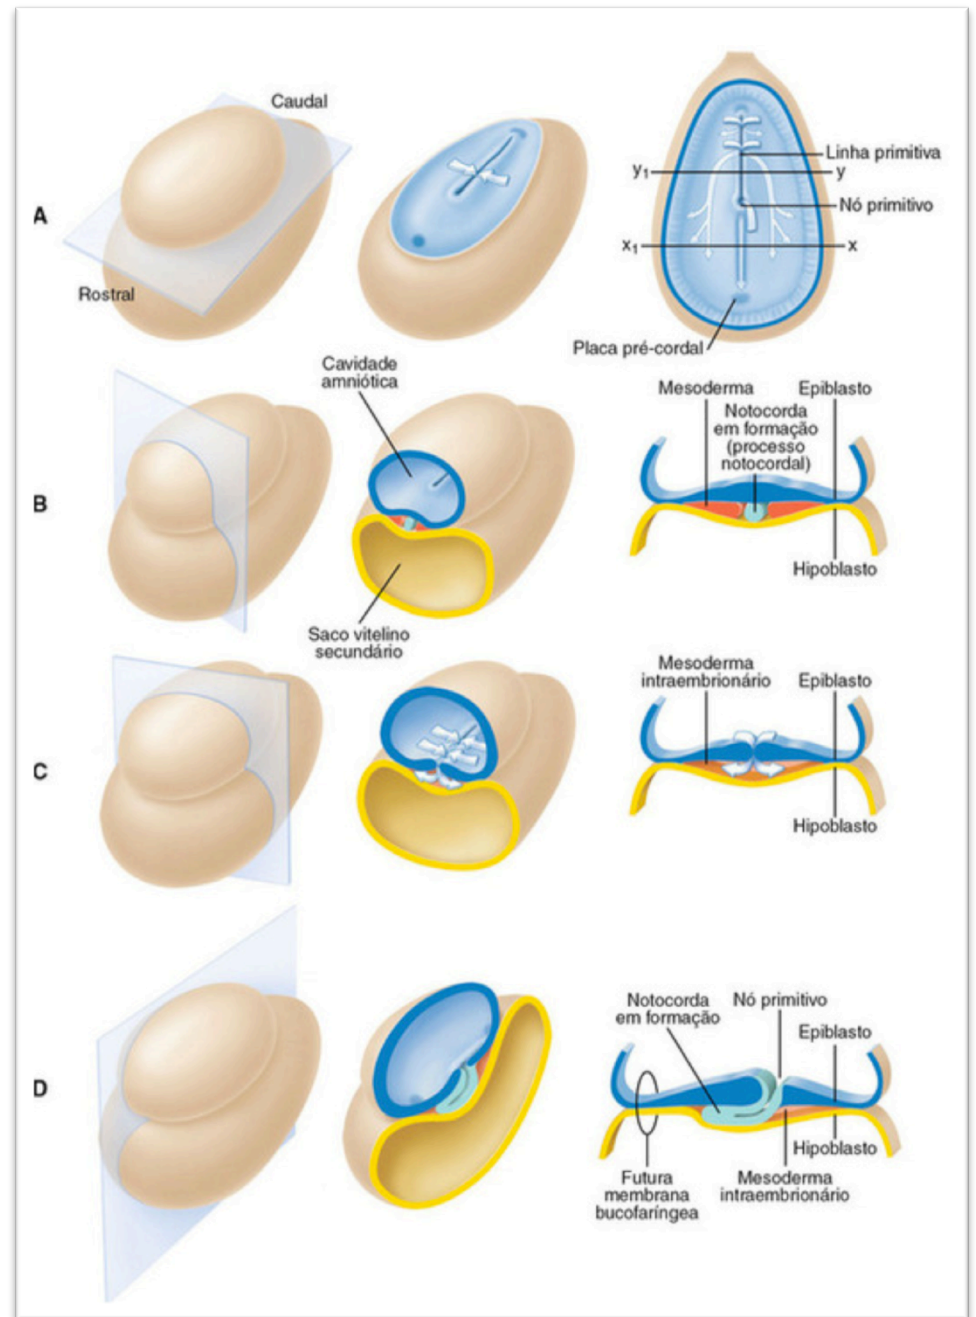 A
Caudal
Rostral
Linha primitiva
y₁
y
Nó primitivo
x₁
x
Placa pré-cordal
B
Cavidade
amniótica
Saco vitelino
secundário
Mesoderma
Epiblasto
Notocorda
em formação
(processo
notocordal)
Hipoblasto
C
Mesoderma
intraembrionário
Epiblasto
Hipoblasto
D
Notocorda
em formação
Nó primitivo
Epiblasto
Hipoblasto
Futura
membrana
bucofaríngea
Mesoderma
intraembrionário